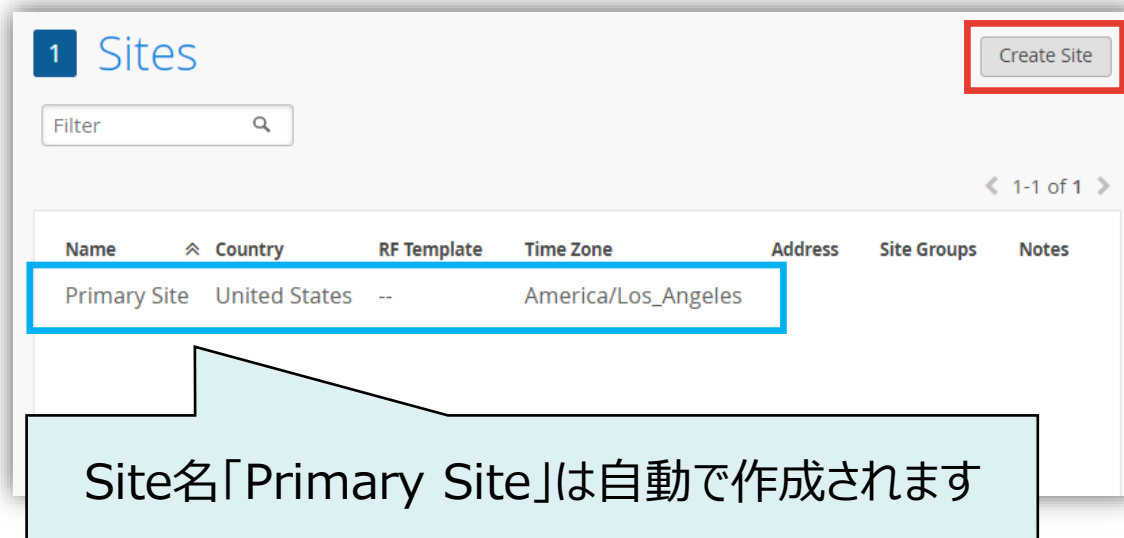 1 Sites
Create Site
Filter
1-1 of 1
Name Country RF Template Time Zone Address Site Groups Notes
Primary Site United States -- America/Los_Angeles
Site名「Primary Site」は自動で作成されます